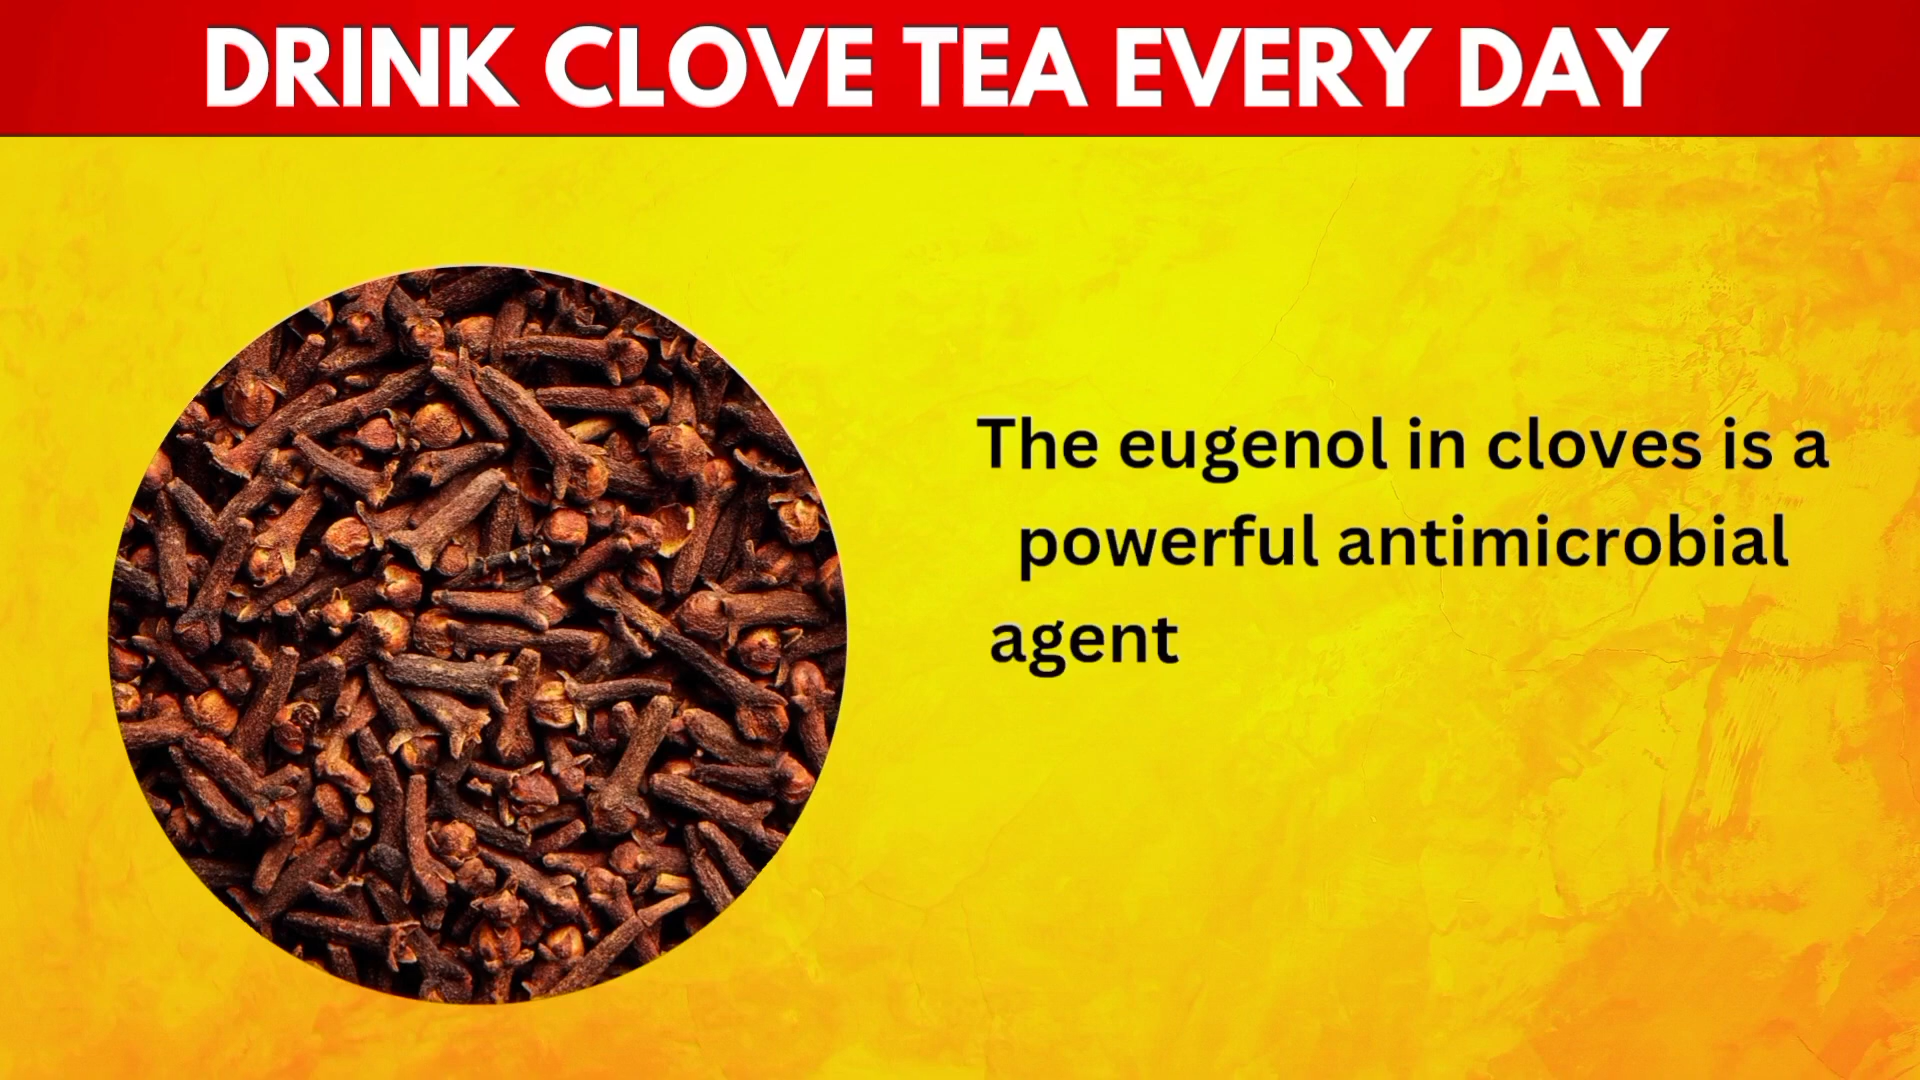 DRINK CLOVE TEA EVERY DAY
The eugenol in cloves is a
powerful antimicrobial
agent